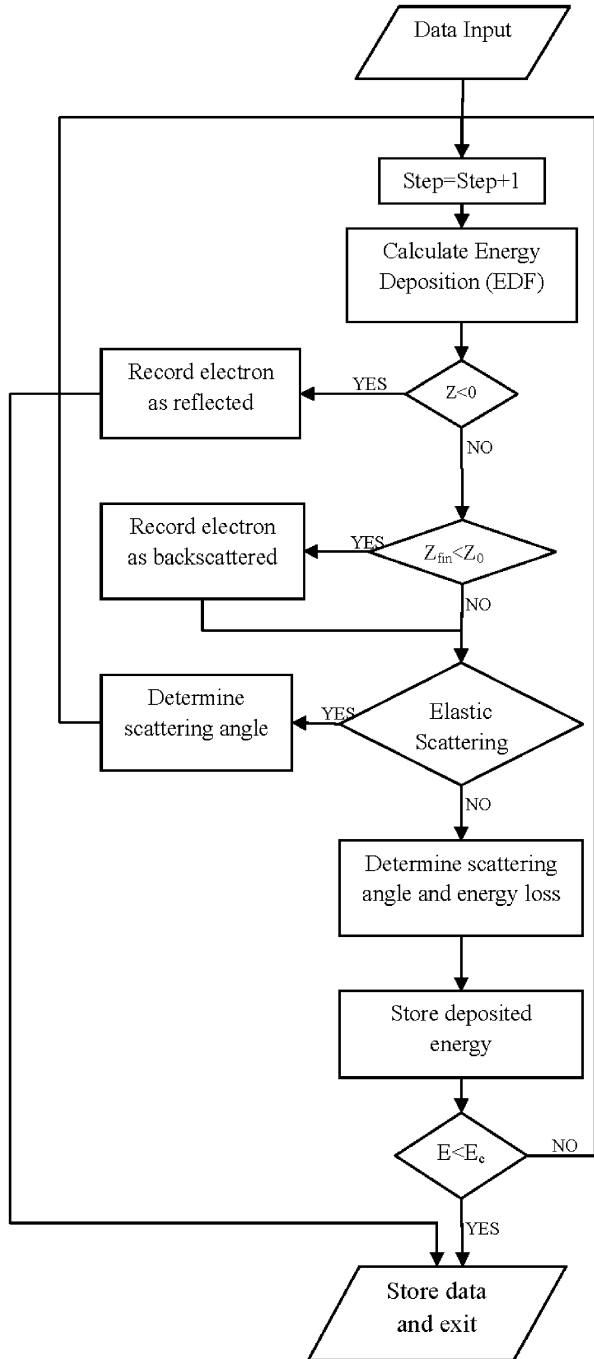 Data Input
Step=Step+1
Calculate Energy
Deposition (EDF)
Record electron
as reflected
YES
Z<0
NO
Record electron
as backscattered
YES
Zfin<Z0
NO
Determine
scattering angle
YES
Elastic
Scattering
NO
Determine scattering
angle and energy loss
Store deposited
energy
E<Ec
NO
YES
Store data
and exit